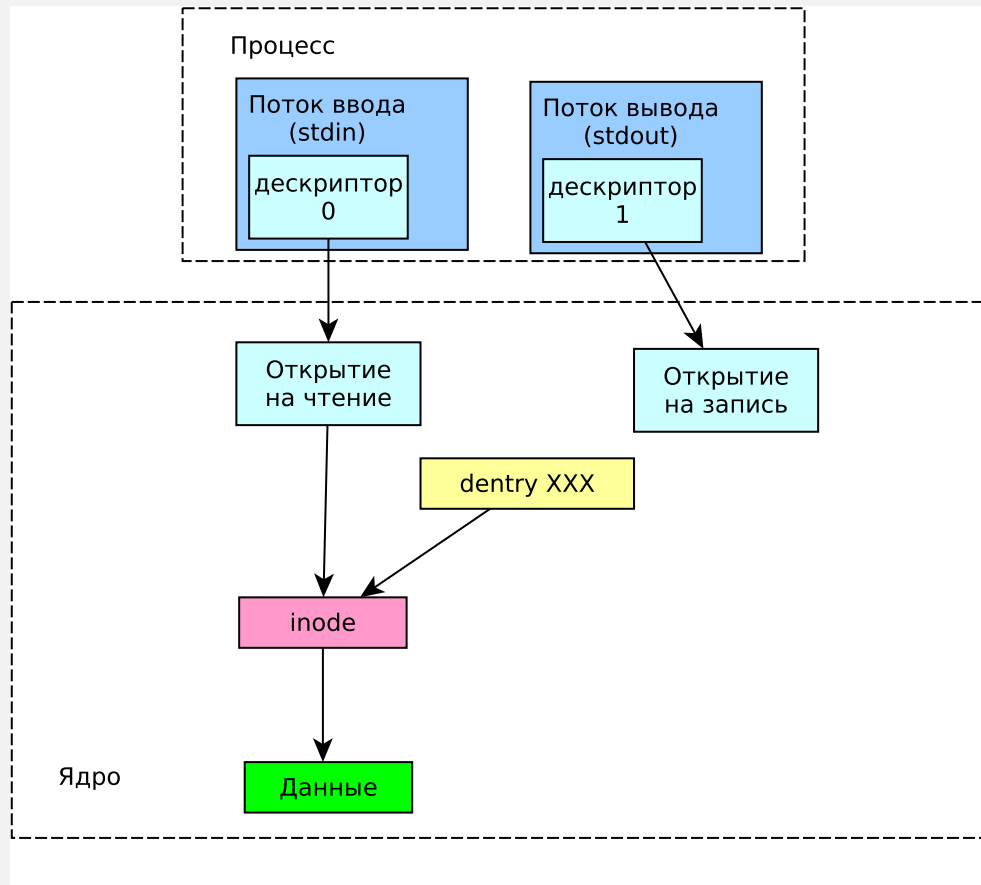 Процесс
Поток ввода
(stdin)
дескриптор
0
Поток вывода
(stdout)
дескриптор
1
Открытие
на чтение
Открытие
на запись
dentry XXX
inode
Ядро
Данные